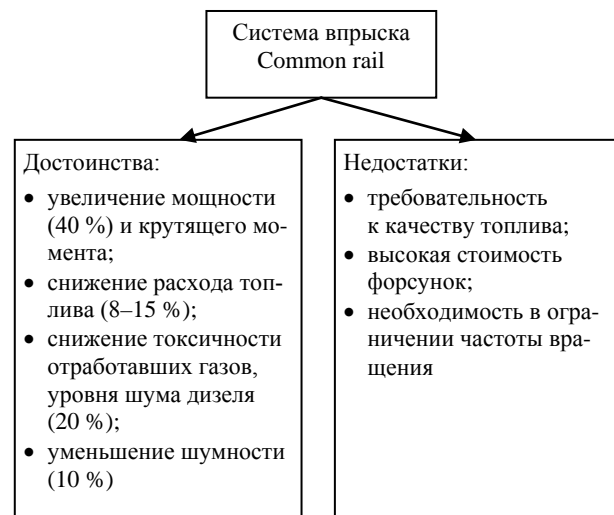 Система впрыска
Common rail
Достоинства:
• увеличение мощности
(40 %) и крутящего мо-
мента;
• снижение расхода топ-
лива (8–15 %);
• снижение токсичности
отработавших газов,
уровня шума дизеля
(20 %);
• уменьшение шумности
(10 %)
Недостатки:
• требовательность
к качеству топлива;
• высокая стоимость
форсунок;
• необходимость в огра-
ничении частоты вра-
щения